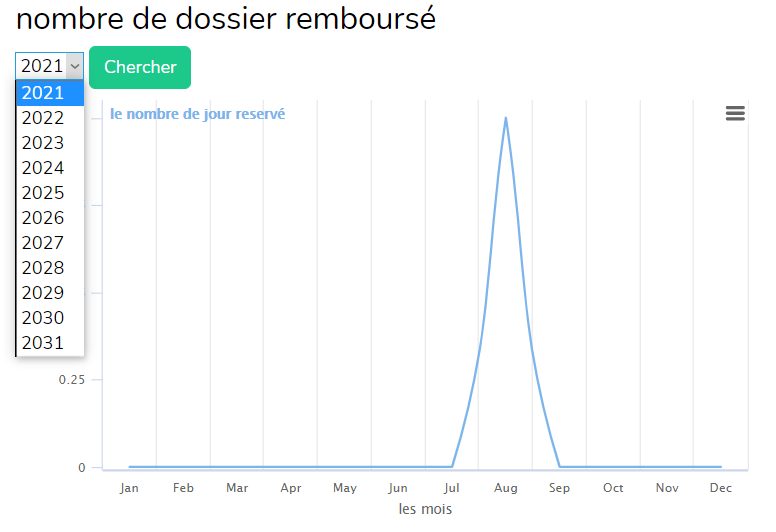 nombre de dossier remboursé
2021 Chercher
2021
2022
2023
2024
2025
2026
2027
2028
2029
2030
2031
le nombre de jour reservé
0.25
0
Jan Feb Mar Apr May Jun Jul Aug Sep Oct Nov Dec
les mois